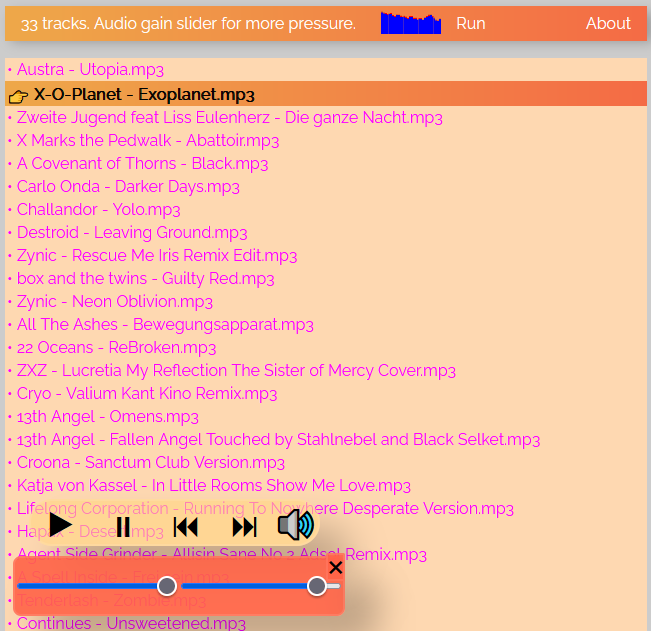 33 tracks. Audio gain slider for more pressure. Run About
• Austra - Utopia.mp3
👉 X-O-Planet - Exoplanet.mp3
• Zweite Jugend feat Liss Eulenherz - Die ganze Nacht.mp3
• X Marks the Pedwalk - Abattoir.mp3
• A Covenant of Thorns - Black.mp3
• Carlo Onda - Darker Days.mp3
• Challandor - Yolo.mp3
• Destroid - Leaving Ground.mp3
• Zynic - Rescue Me Iris Remix Edit.mp3
• box and the twins - Guilty Red.mp3
• Zynic - Neon Oblivion.mp3
• All The Ashes - Bewegungsapparat.mp3
• 22 Oceans - ReBroken.mp3
• ZXZ - Lucretia My Reflection The Sister of Mercy Cover.mp3
• Cryo - Valium Kant Kino Remix.mp3
• 13th Angel - Omens.mp3
• 13th Angel - Fallen Angel Touched by Stahlnebel and Black Selket.mp3
• Croona - Sanctum Club Version.mp3
• Katja von Kassel - In Little Rooms Show Me Love.mp3
• Lifelong Corporation - Running To Nowhere Desperate Version.mp3
• Hapax -
• Agent Side Grinder - Allisin Sane No 2 Remix.mp3
• A Spell Inside -
• Tenderlash - Zombie.mp3
• Continues - Unsweetened.mp3